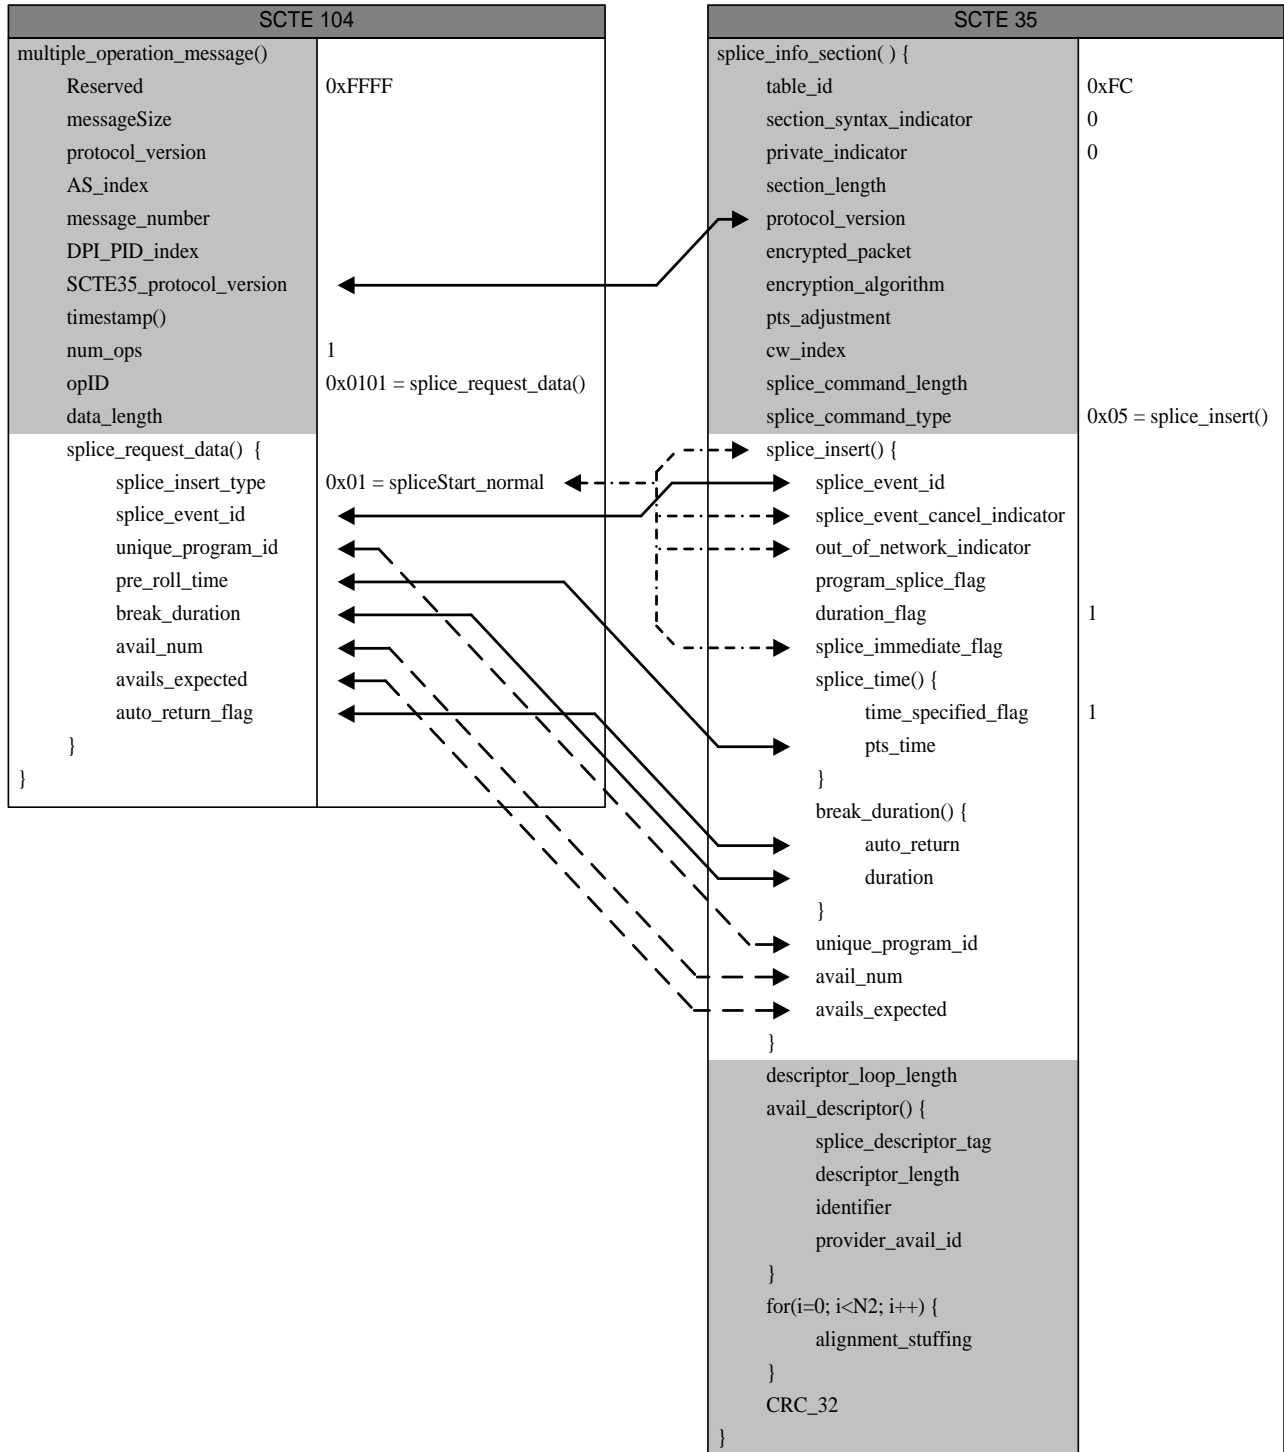 SCTE 104
multiple_operation_message()
Reserved 0xFFFF
messageSize
protocol_version
AS_index
message_number
DPI_PID_index
SCTE35_protocol_version
timestamp()
num_ops 1
opID 0x0101 = splice_request_data()
data_length
splice_request_data() {
splice_insert_type 0x01 = spliceStart_normal
splice_event_id
unique_program_id
pre_roll_time
break_duration
avail_num
avails_expected
auto_return_flag
}
}
SCTE 35
splice_info_section( ) {
table_id 0xFC
section_syntax_indicator 0
private_indicator 0
section_length
protocol_version
encrypted_packet
encryption_algorithm
pts_adjustment
cw_index
splice_command_length
splice_command_type 0x05 = splice_insert()
splice_insert() {
splice_event_id
splice_event_cancel_indicator
out_of_network_indicator
program_splice_flag
duration_flag 1
splice_immediate_flag
splice_time() {
time_specified_flag 1
pts_time
}
break_duration() {
auto_return
duration
}
unique_program_id
avail_num
avails_expected
}
descriptor_loop_length
avail_descriptor() {
splice_descriptor_tag
descriptor_length
identifier
provider_avail_id
}
for(i=0; i<N2; i++) {
alignment_stuffing
}
CRC_32
}